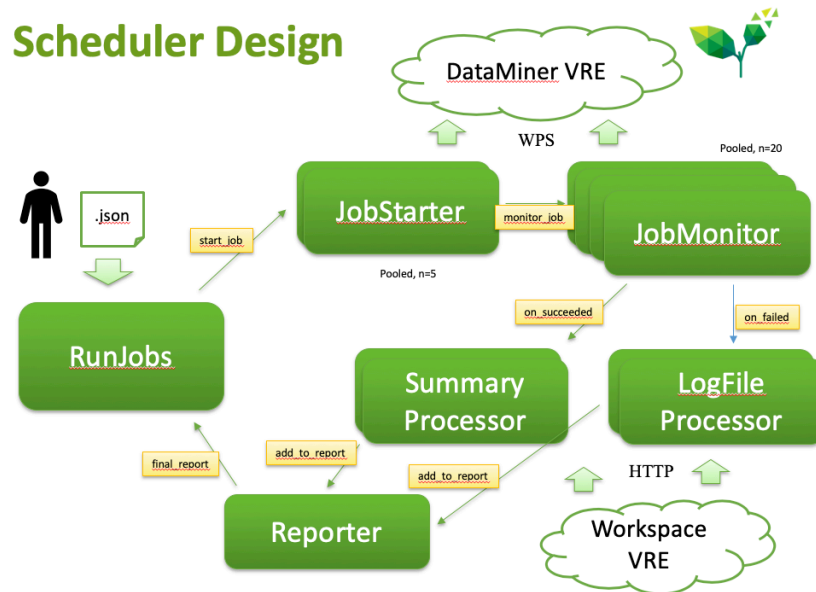 Scheduler Design
DataMiner VRE
WPS
Pooled, n=20
.json
JobStarter
monitor_job
JobMonitor
start_job
Pooled, n=5
on_succeeded
on_failed
RunJobs
Summary
Processor
LogFile
Processor
final_report
add_to_report
add_to_report
HTTP
Reporter
Workspace
VRE